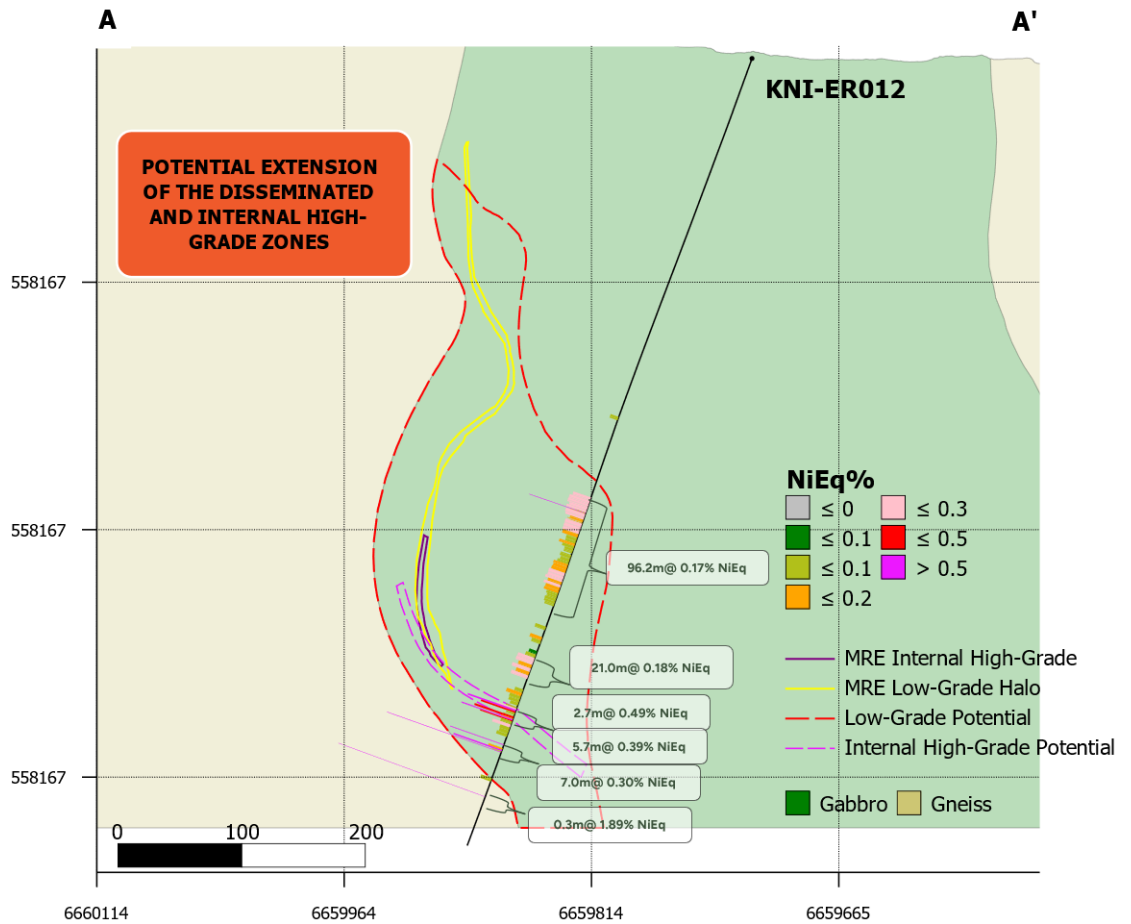 A
A'
KNI-ER012
POTENTIAL EXTENSION
OF THE DISSEMINATED
AND INTERNAL HIGH-
GRADE ZONES
558167
558167
558167
NiEq%
≤ 0
≤ 0.3
≤ 0.1
≤ 0.5
≤ 0.1
> 0.5
≤ 0.2
96.2m@ 0.17% NiEq
21.0m@ 0.18% NiEq
2.7m@ 0.49% NiEq
5.7m@ 0.39% NiEq
7.0m@ 0.30% NiEq
0.3m@ 1.89% NiEq
MRE Internal High-Grade
MRE Low-Grade Halo
Low-Grade Potential
Internal High-Grade Potential
Gabbro
Gneiss
0
100
200
6660114
6659964
6659814
6659665